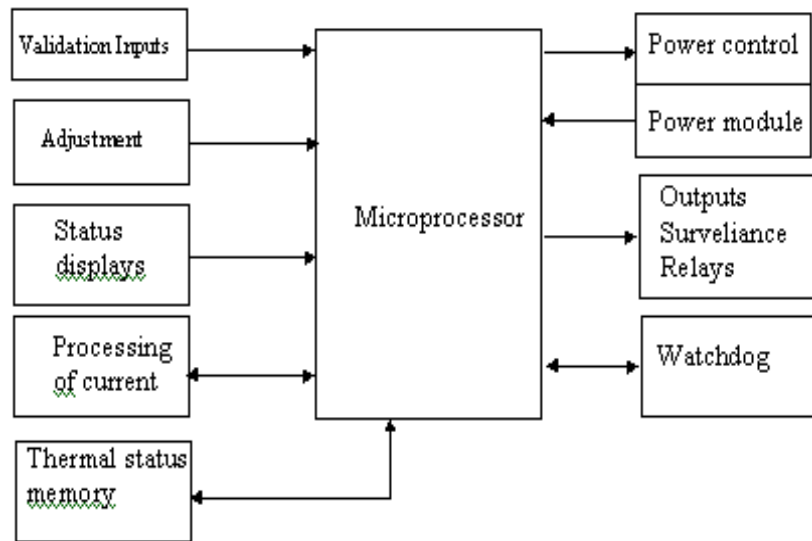 Validation Inputs
Adjustment
Status
displays
Processing
of current
Thermal status
memory
Microprocessor
Power control
Power module
Outputs
Surveliance
Relays
Watchdog